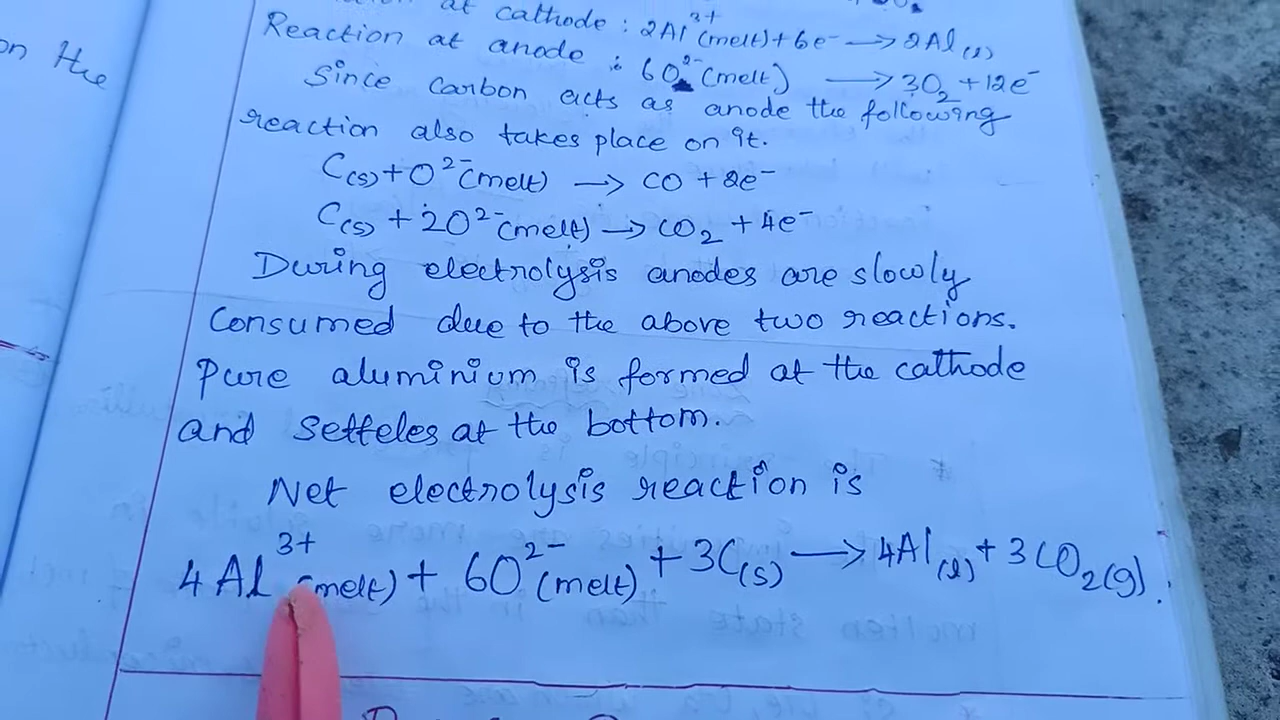 at cathode : 2Al³⁺(melt)+6e⁻ → 2Al(l)
Reaction at anode : 6O²⁻(melt) → 3O₂ + 12e⁻
on the
Since carbon acts as anode the following
reaction also takes place on it.
C(s)+O²⁻(melt) → CO + 2e⁻
C(s) + 2O²⁻(melt) → CO₂ + 4e⁻
During electrolysis anodes are slowly
Consumed due to the above two reactions.
Pure aluminium is formed at the cathode
and setteles at the bottom.
Net electrolysis reaction is
4Al³⁺(melt) + 6O²⁻(melt) + 3C(s) → 4Al(l) + 3CO₂(g).